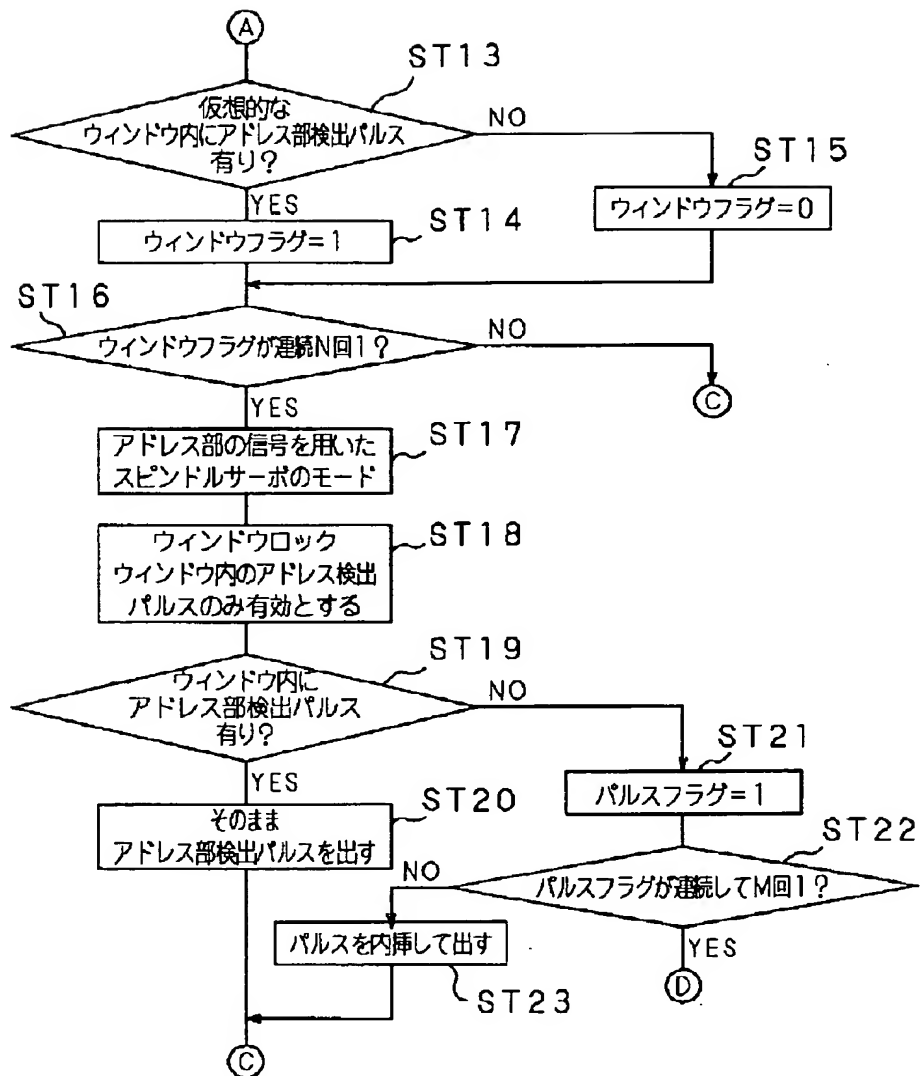 A
ST13
仮想的な
ウィンドウ内にアドレス部検出パルス
有り?
NO
ST15
YES
ウィンドウフラグ=0
ウィンドウフラグ=1
ST14
ST16
ウィンドウフラグが連続N回1?
NO
C
YES
アドレス部の信号を用いた
スピンドルサーボのモード
ST17
ウィンドウロック
ウィンドウ内のアドレス検出
パルスのみ有効とする
ST18
ST19
ウィンドウ内に
アドレス部検出パルス
有り?
NO
ST21
YES
パルスフラグ=1
そのまま
アドレス部検出パルスを出す
ST20
ST22
NO
パルスフラグが連続してM回1?
パルスを内挿して出す
YES
ST23
D
C